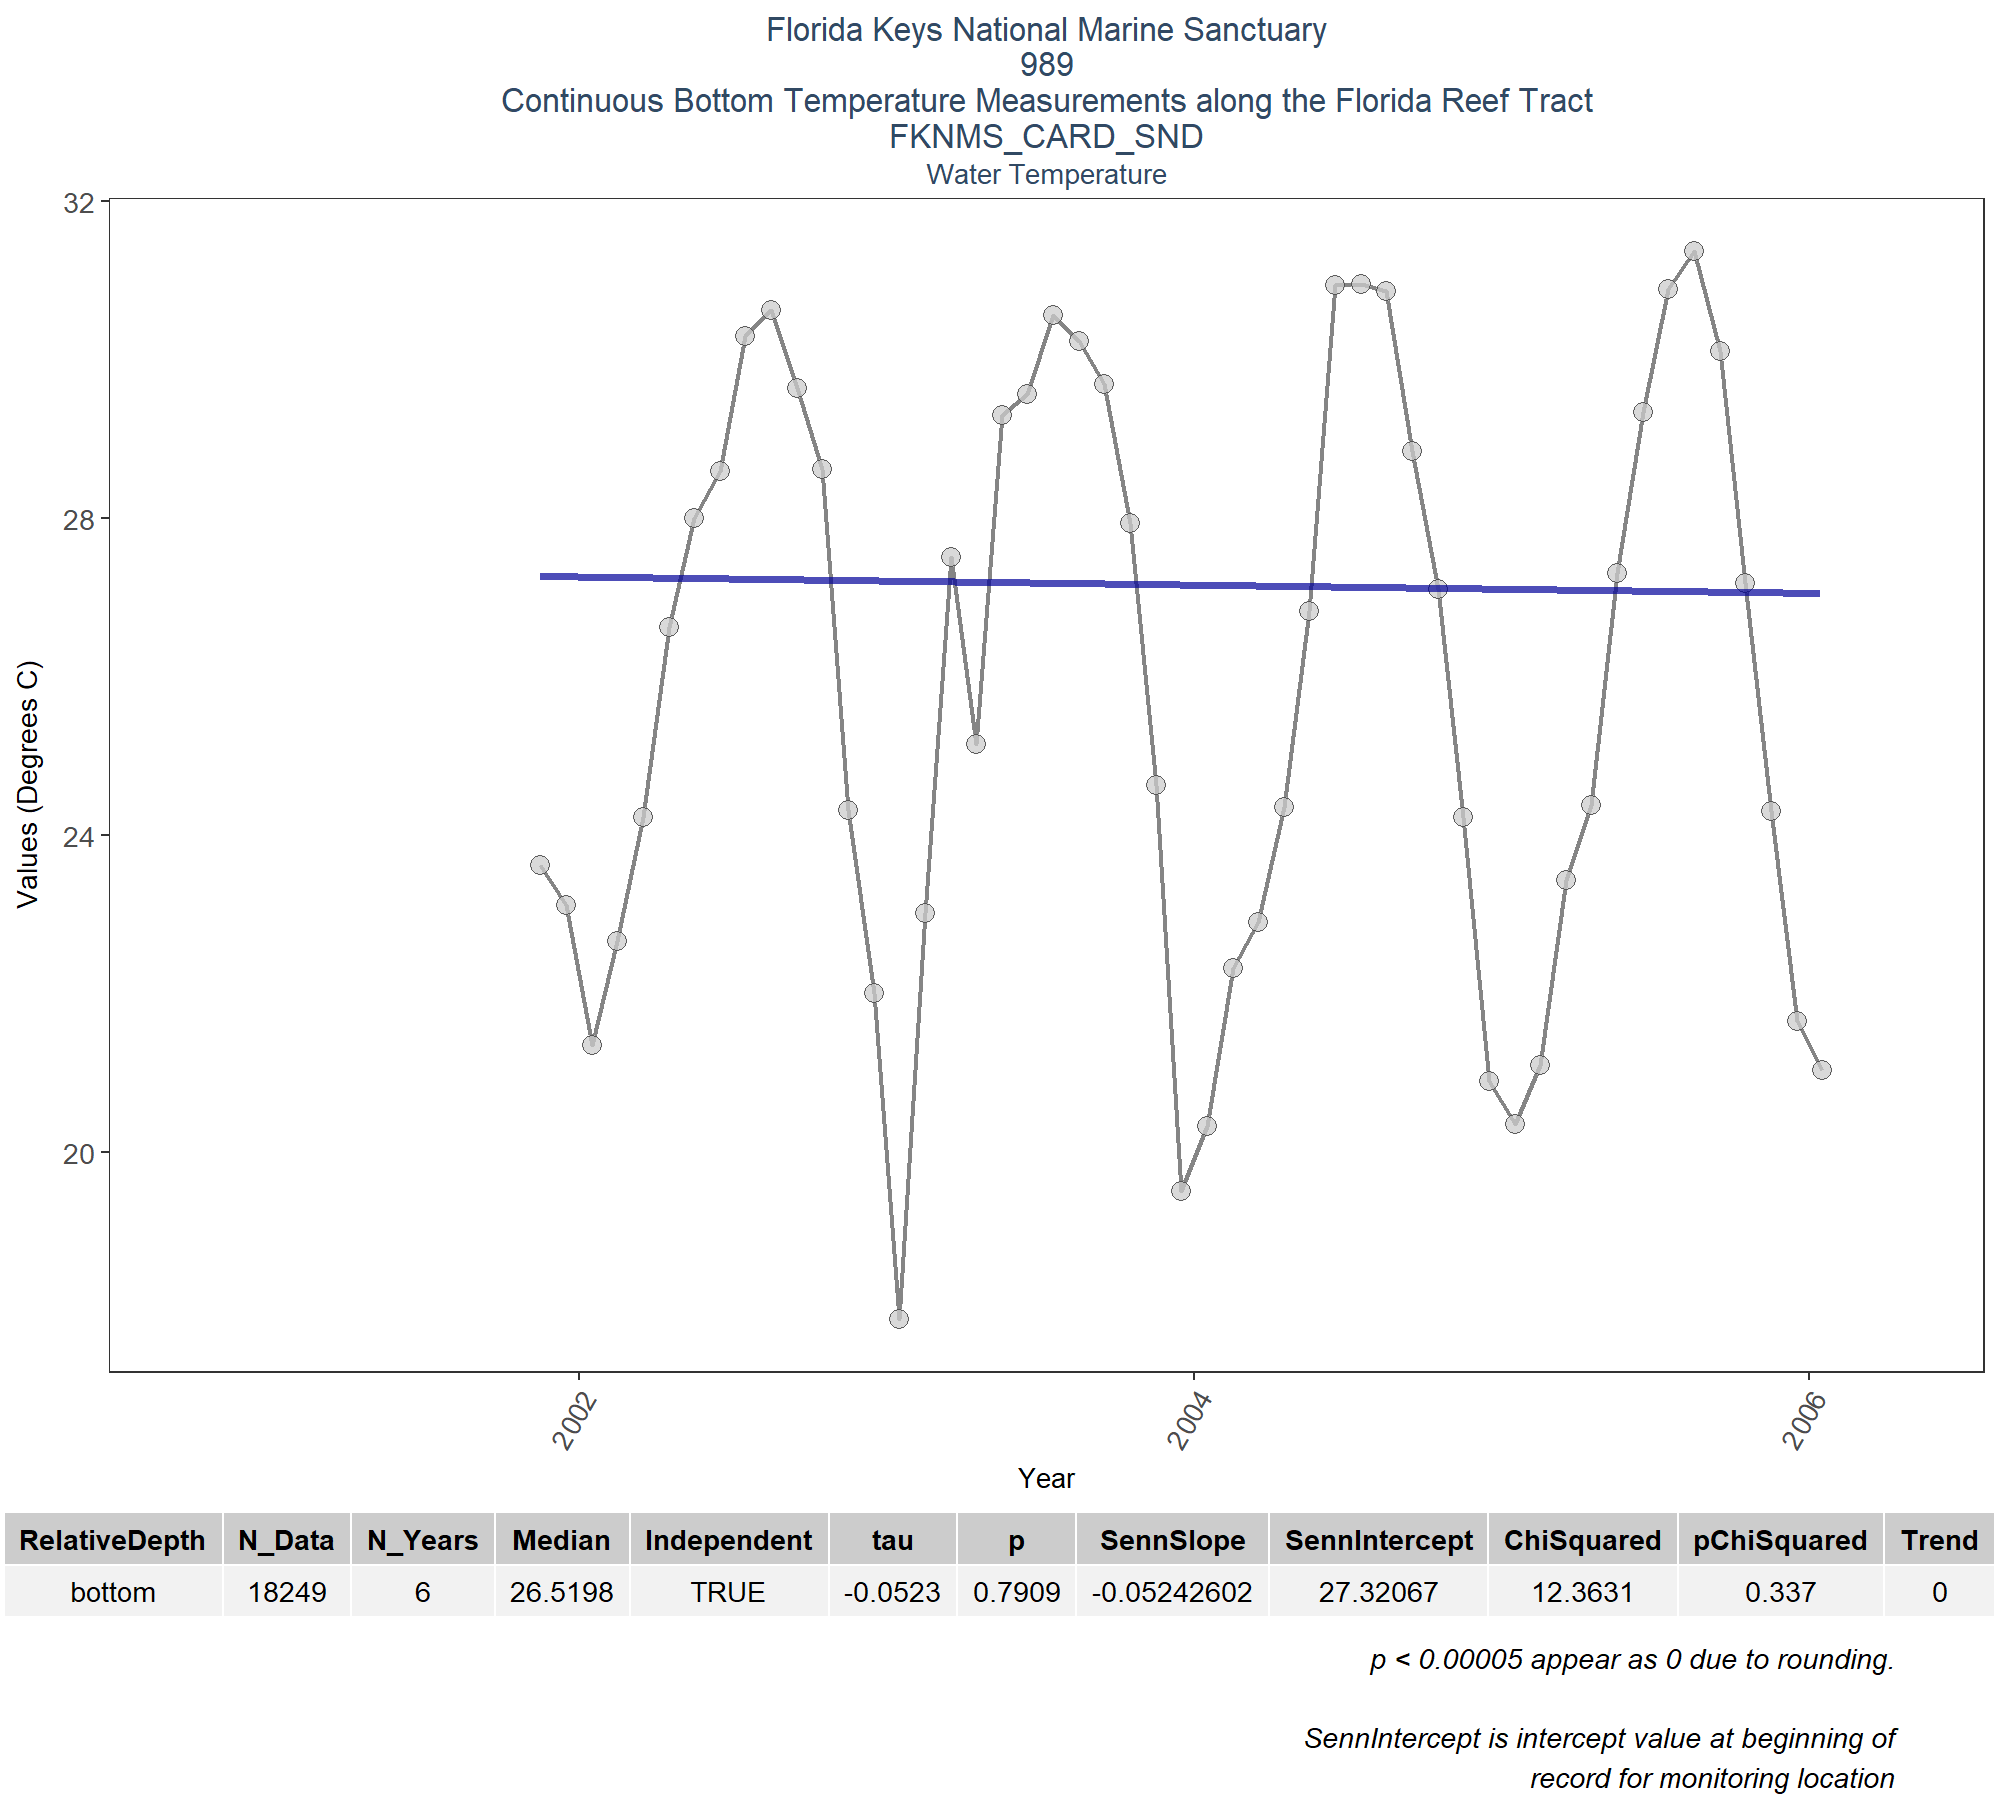 Florida Keys National Marine Sanctuary
989
Continuous Bottom Temperature Measurements along the Florida Reef Tract
FKNMS_CARD_SND
Water Temperature
32
28
24
20
Values (Degrees C)
2002 2004 2006
Year
RelativeDepth N_Data N_Years Median Independent tau p SennSlope SennIntercept ChiSquared pChiSquared Trend
bottom 18249 6 26.5198 TRUE -0.0523 0.7909 -0.05242602 27.32067 12.3631 0.337 0
p < 0.00005 appear as 0 due to rounding.
SennIntercept is intercept value at beginning of
record for monitoring location